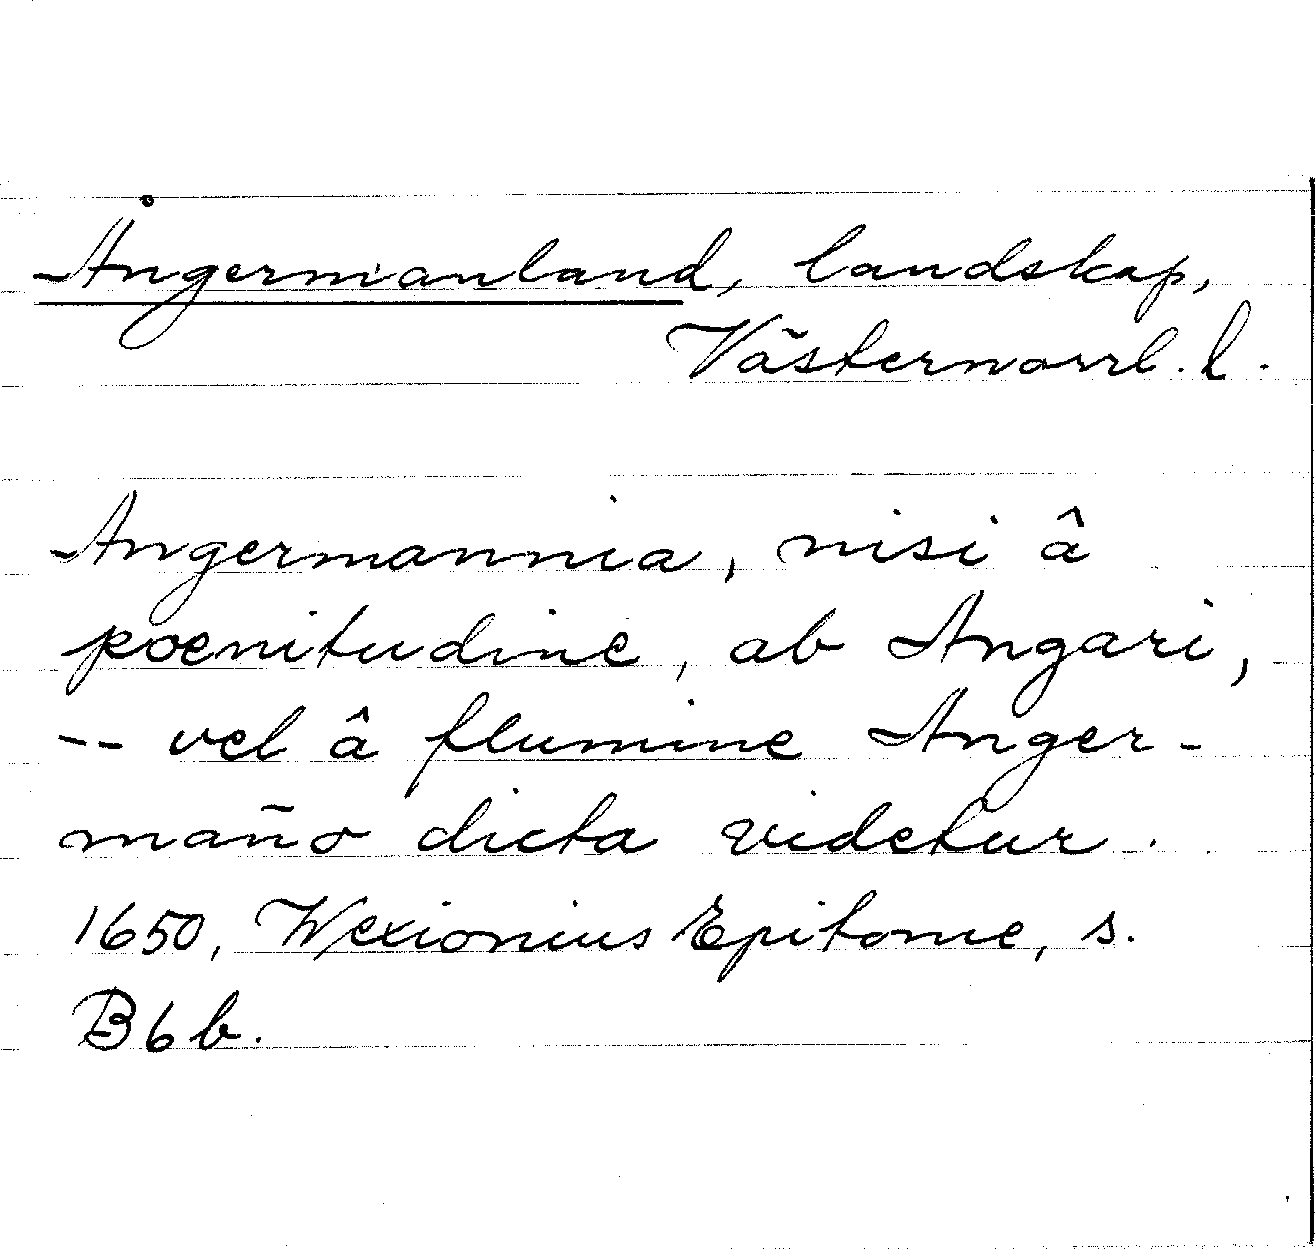 Ångermanland, landskap,
Västernorrl. l.
Angermannia, nisi â
poenitudine, ab Angari,
-- vel â flumine Anger-
maño dicta videtur.
1650, Wexionius Epitome, s.
B6b.